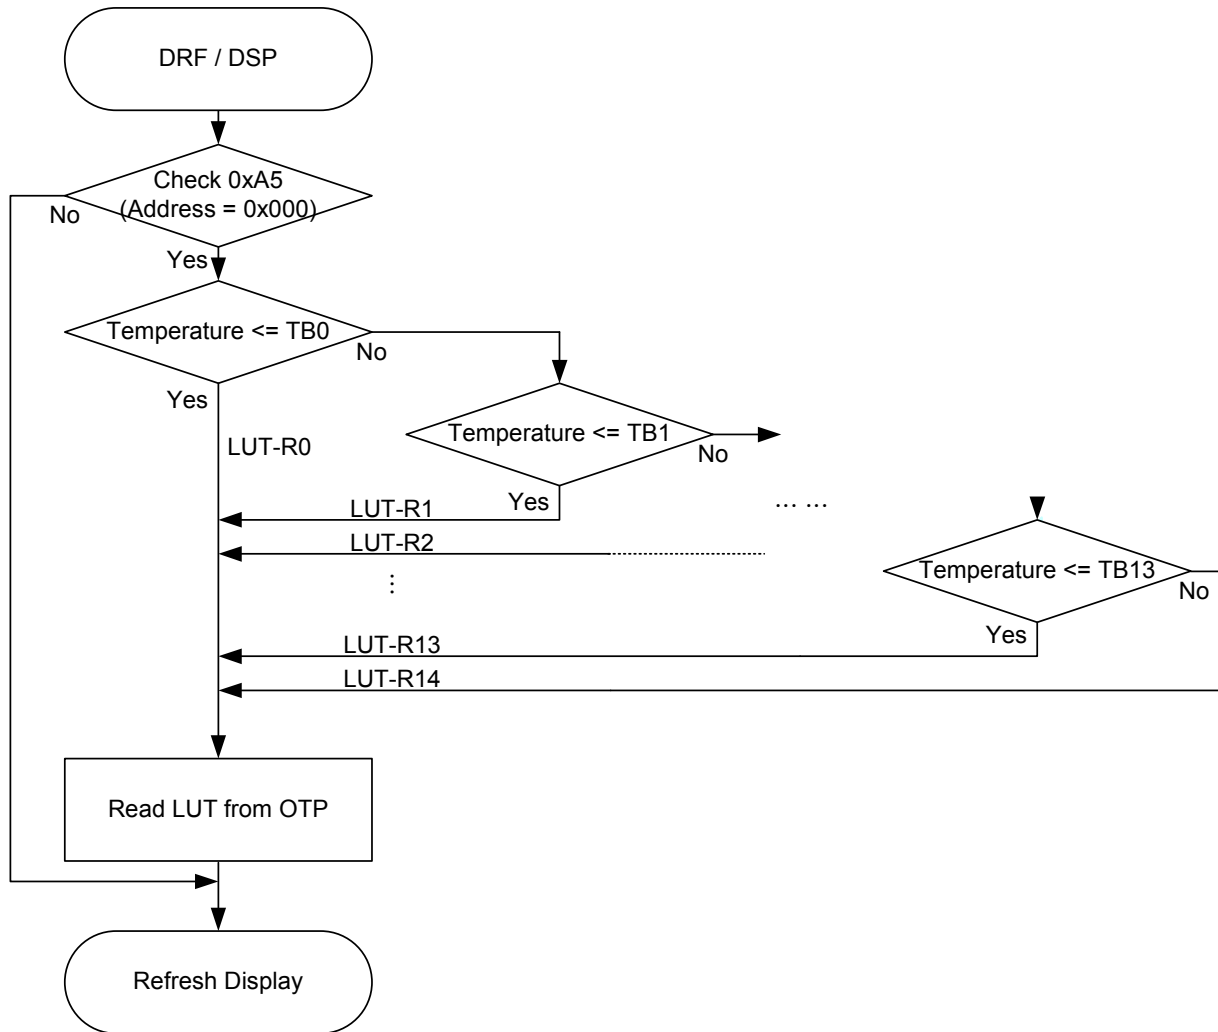 DRF / DSP
Check 0xA5
(Address = 0x000)
No
Yes
Temperature <= TB0
No
Yes
Temperature <= TB1
LUT-R0
No
Yes
LUT-R1
... ...
LUT-R2
Temperature <= TB13
...
No
Yes
LUT-R13
LUT-R14
Read LUT from OTP
Refresh Display